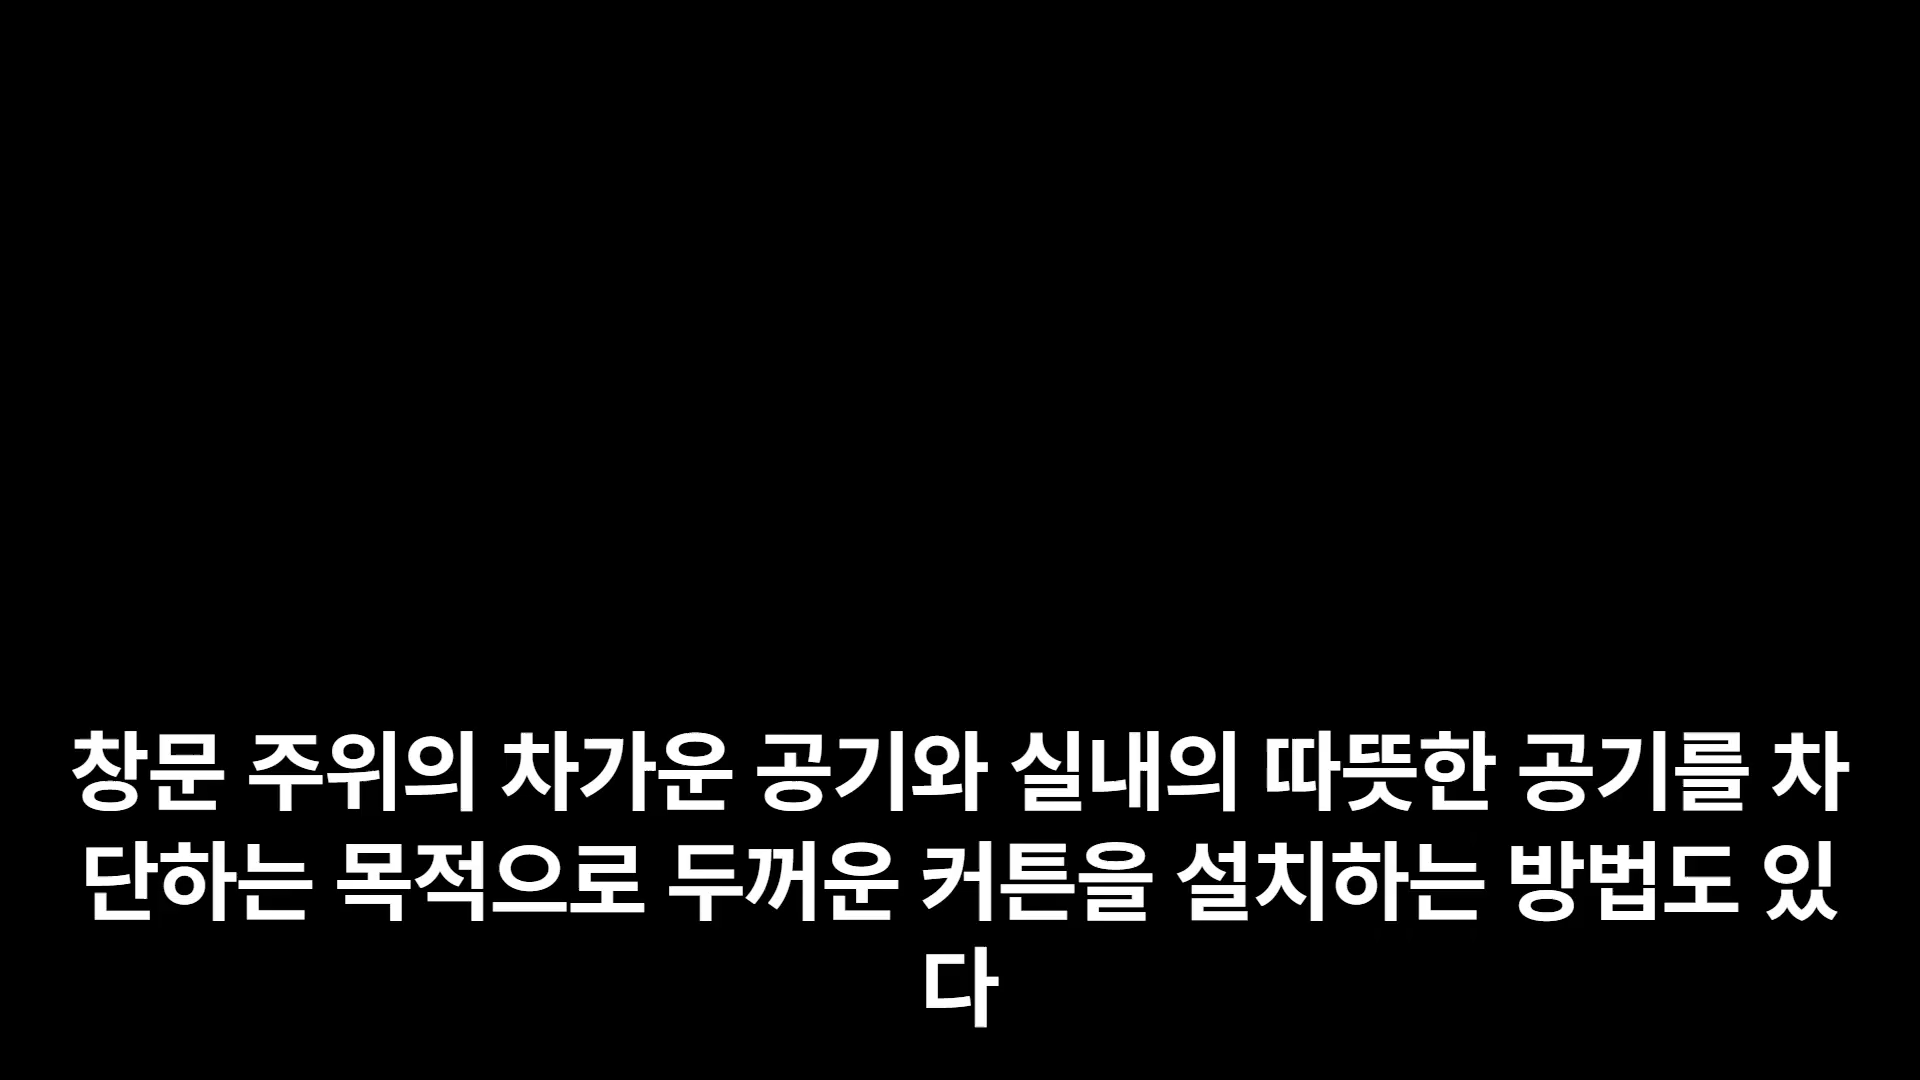 창문 주위의 차가운 공기와 실내의 따뜻한 공기를 차
단하는 목적으로 두꺼운 커튼을 설치하는 방법도 있
다